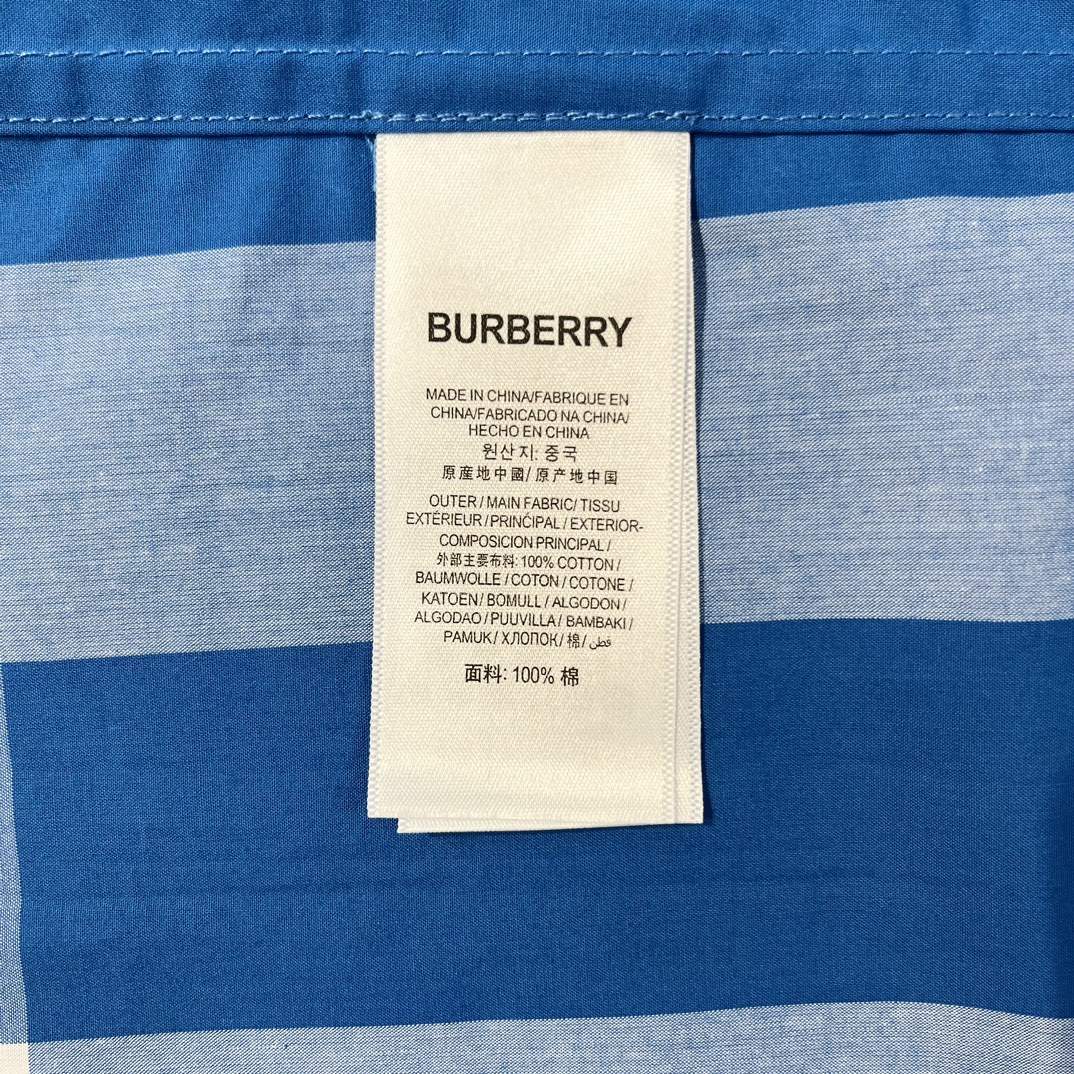 BURBERRY
MADE IN CHINA/FABRIQUE EN
CHINA/FABRICADO NA CHINA/
HECHO EN CHINA
원산지: 중국
原産地中國/ 原产地中国
OUTER / MAIN FABRIC/ TISSU
EXTÉRIEUR / PRINĆIPAL / EXTERIOR-
COMPOSICION PRINCIPAL /
外部主要布料: 100% COTTON /
BAUMWOLLE / COTON / COTONE /
KATOEN / BOMULL / ALGODON /
ALGODAO / PUUVILLA / BAMBAKI /
PAMUK / ХЛОПОК/ 棉/ قطن
面料: 100% 棉